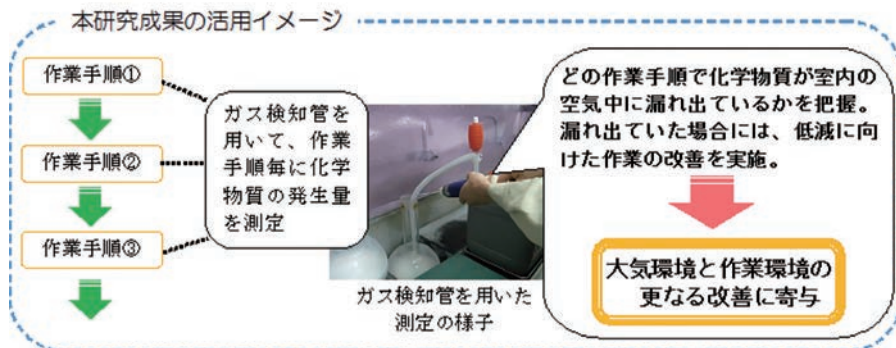 本研究成果の活用イメージ
作業手順①
作業手順②
作業手順③
ガス検知管を
用いて、作業
手順毎に化学
物質の発生量
を測定
ガス検知管を用いた
測定の様子
どの作業手順で化学物質が室内の
空気中に漏れ出ているかを把握。
漏れ出ていた場合には、低減に向
けた作業の改善を実施。
大気環境と作業環境の
更なる改善に寄与